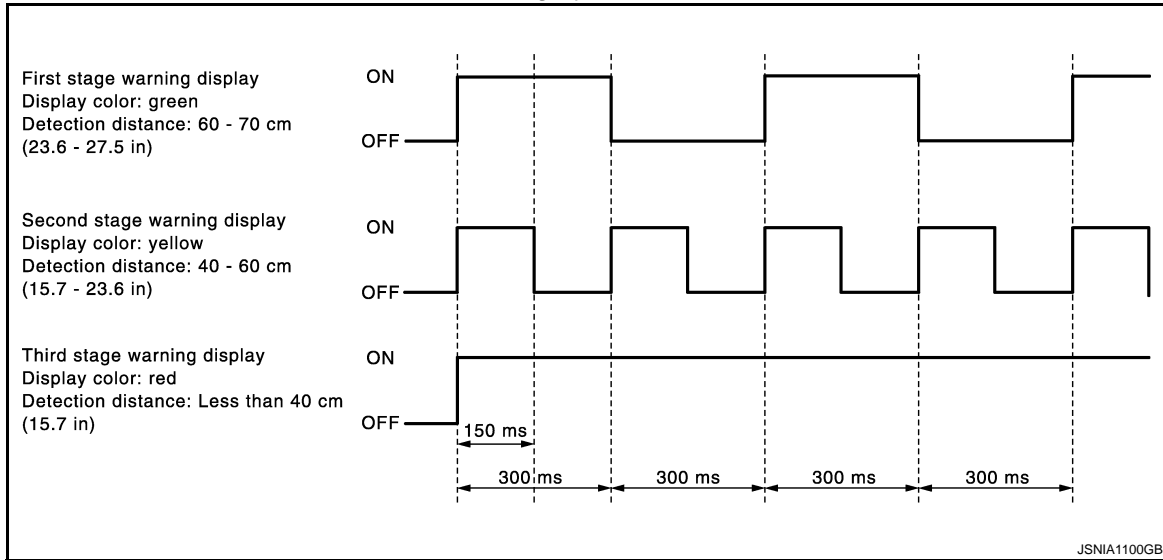 First stage warning display
Display color: green
Detection distance: 60 - 70 cm
(23.6 - 27.5 in)
ON
OFF
Second stage warning display
Display color: yellow
Detection distance: 40 - 60 cm
(15.7 - 23.6 in)
ON
OFF
Third stage warning display
Display color: red
Detection distance: Less than 40 cm
(15.7 in)
ON
OFF
150 ms
300 ms
300 ms
300 ms
300 ms
JSNIA1100GB